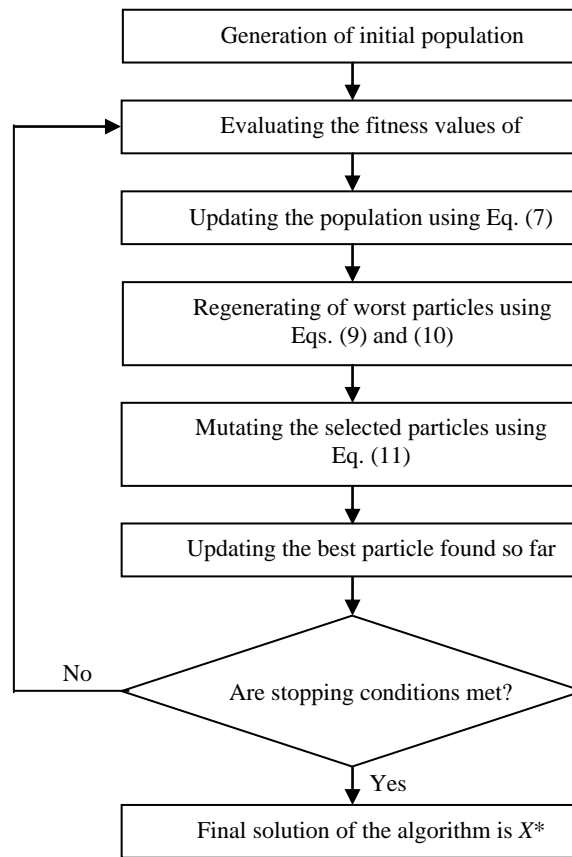 Generation of initial population
Evaluating the fitness values of
Updating the population using Eq. (7)
Regenerating of worst particles using
Eqs. (9) and (10)
Mutating the selected particles using
Eq. (11)
Updating the best particle found so far
No
Are stopping conditions met?
Yes
Final solution of the algorithm is X*